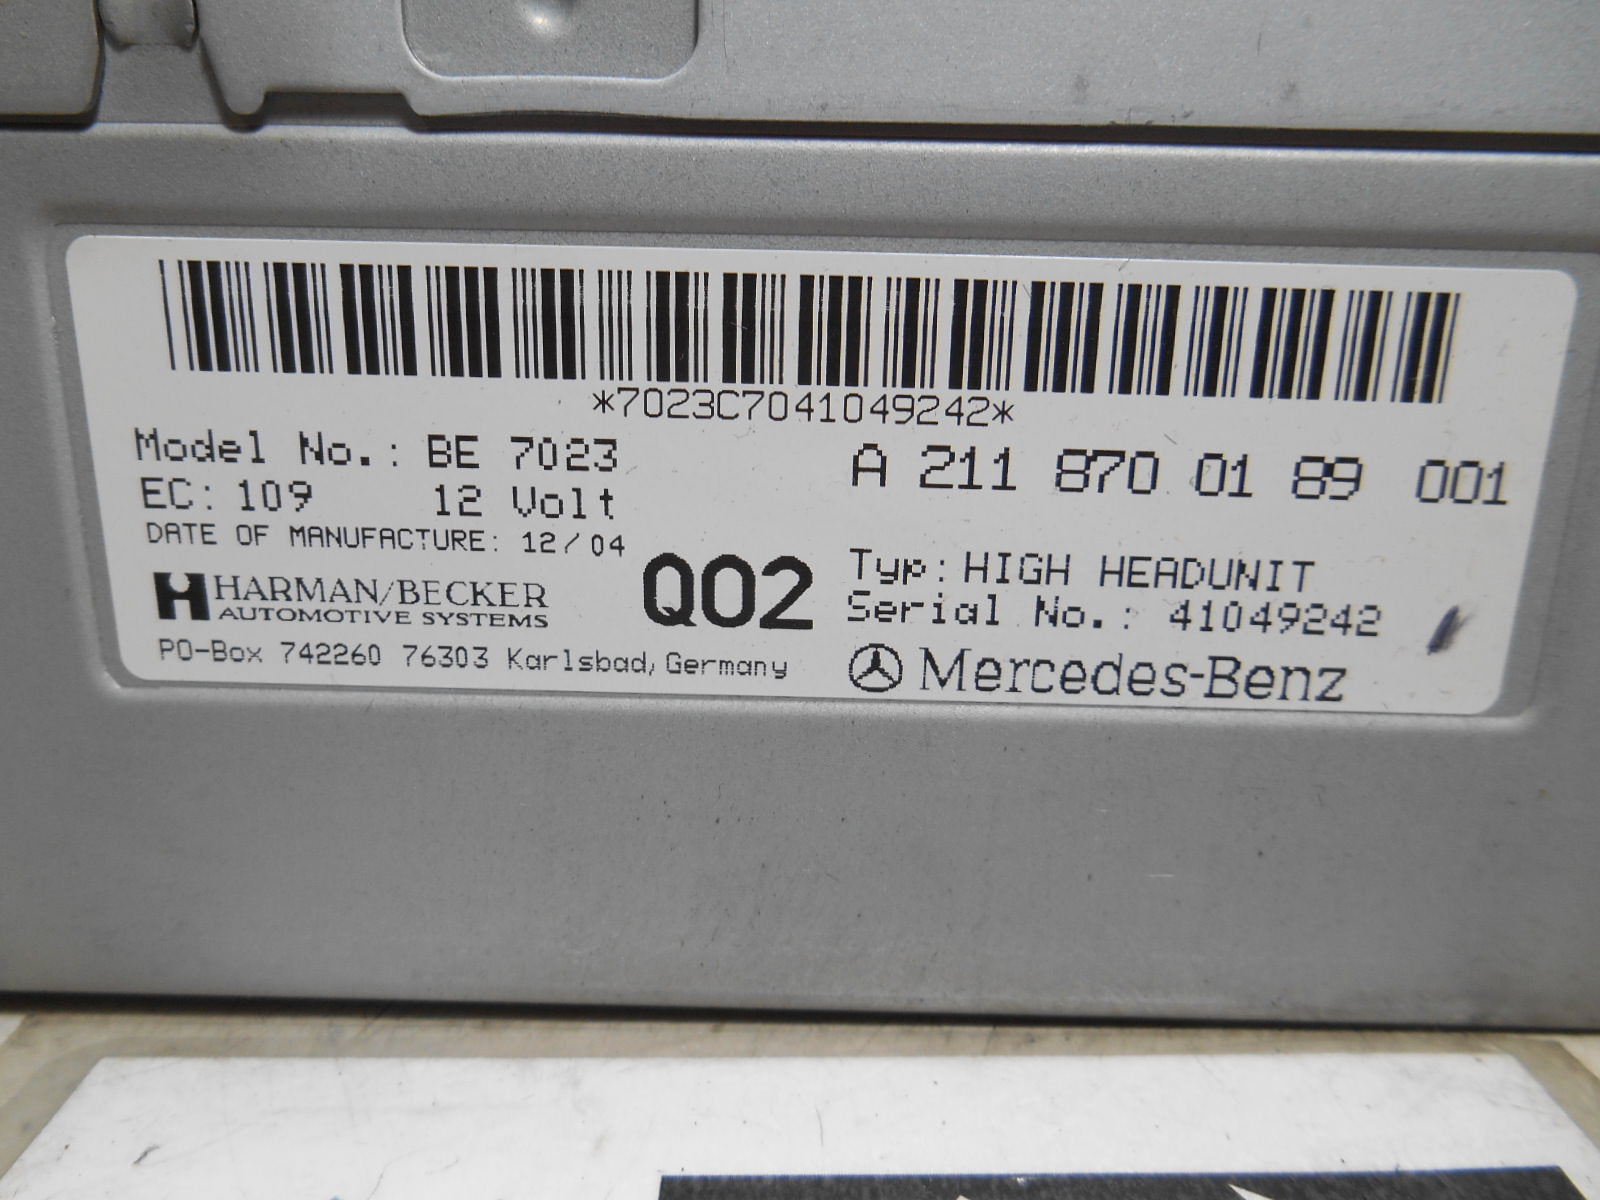 *7023C7041049242*
Model No.: BE 7023
A 211 870 01 89 001
EC: 109 12 Volt
DATE OF MANUFACTURE: 12/04
HARMAN/BECKER
AUTOMOTIVE SYSTEMS
Q02
Typ: HIGH HEADUNIT
Serial No.: 41049242
PO-Box 742260 76303 Karlsbad, Germany
Mercedes-Benz